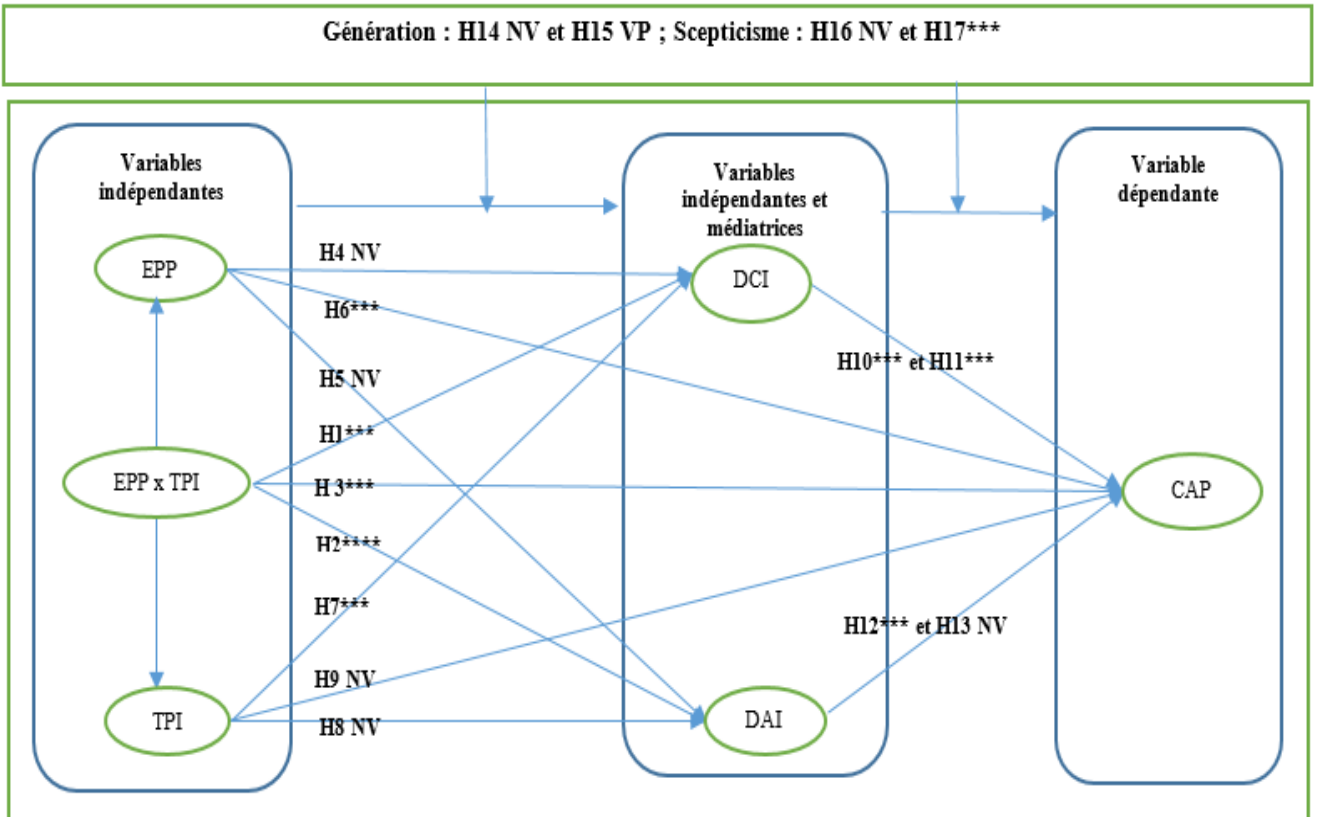 Génération : H14 NV et H15 VP ; Scepticisme : H16 NV et H17***
Variables
indépendantes
Variables
indépendantes et
médiatrices
Variable
dépendante
EPP
DCI
H4 NV
H6***
H10*** et H11***
H5 NV
H1***
EPP x TPI
H 3***
CAP
H2****
H7***
H12*** et H13 NV
H9 NV
TPI
H8 NV
DAI